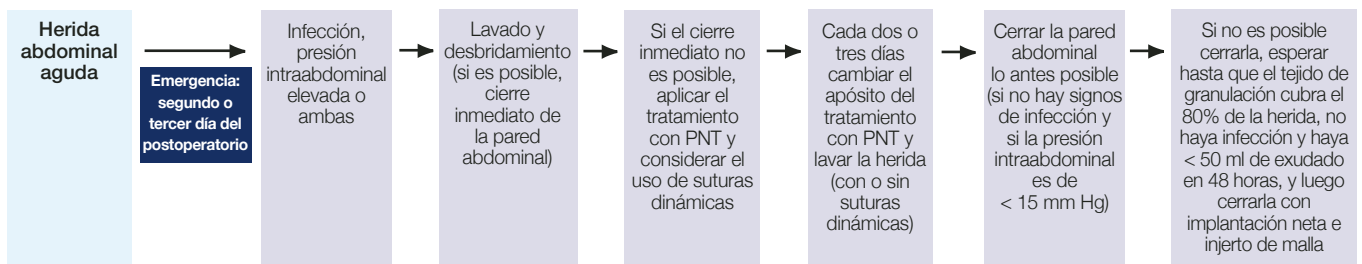 Herida
abdominal
aguda
Emergencia:
segundo o
tercer día del
postoperatorio
Infección,
presión
intraabdominal
elevada o
ambas
Lavado y
desbridamiento
(si es posible,
cierre
inmediato de
la pared
abdominal)
Si el cierre
inmediato no
es posible,
aplicar el
tratamiento
con PNT y
considerar el
uso de suturas
dinámicas
Cada dos o
tres días
cambiar el
apósito del
tratamiento
con PNT y
lavar la herida
(con o sin
suturas
dinámicas)
Cerrar la pared
abdominal
lo antes posible
(si no hay signos
de infección y
si la presión
intraabdominal
es de
< 15 mm Hg)
Si no es posible
cerrarla, esperar
hasta que el tejido de
granulación cubra el
80% de la herida, no
haya infección y haya
< 50 ml de exudado
en 48 horas, y luego
cerrarla con
implantación neta e
injerto de malla